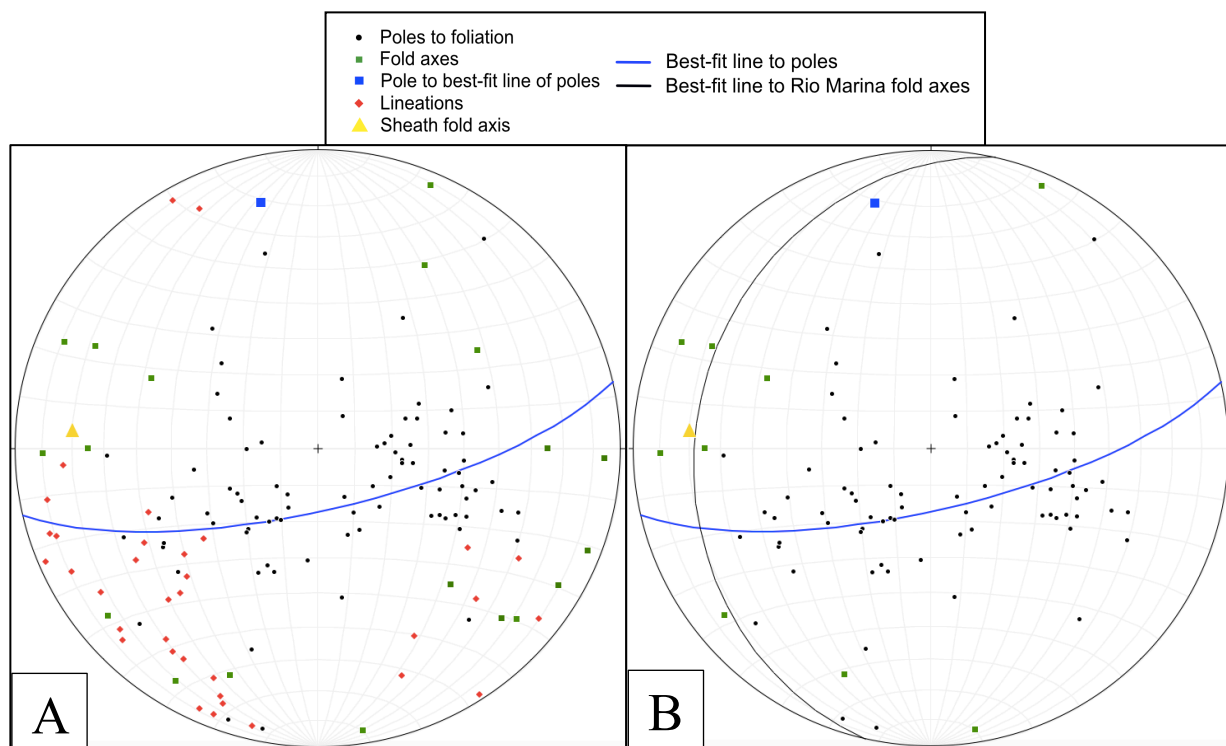 Poles to foliation
Fold axes
Pole to best-fit line of poles
Lineations
Sheath fold axis
Best-fit line to poles
Best-fit line to Rio Marina fold axes
A
B